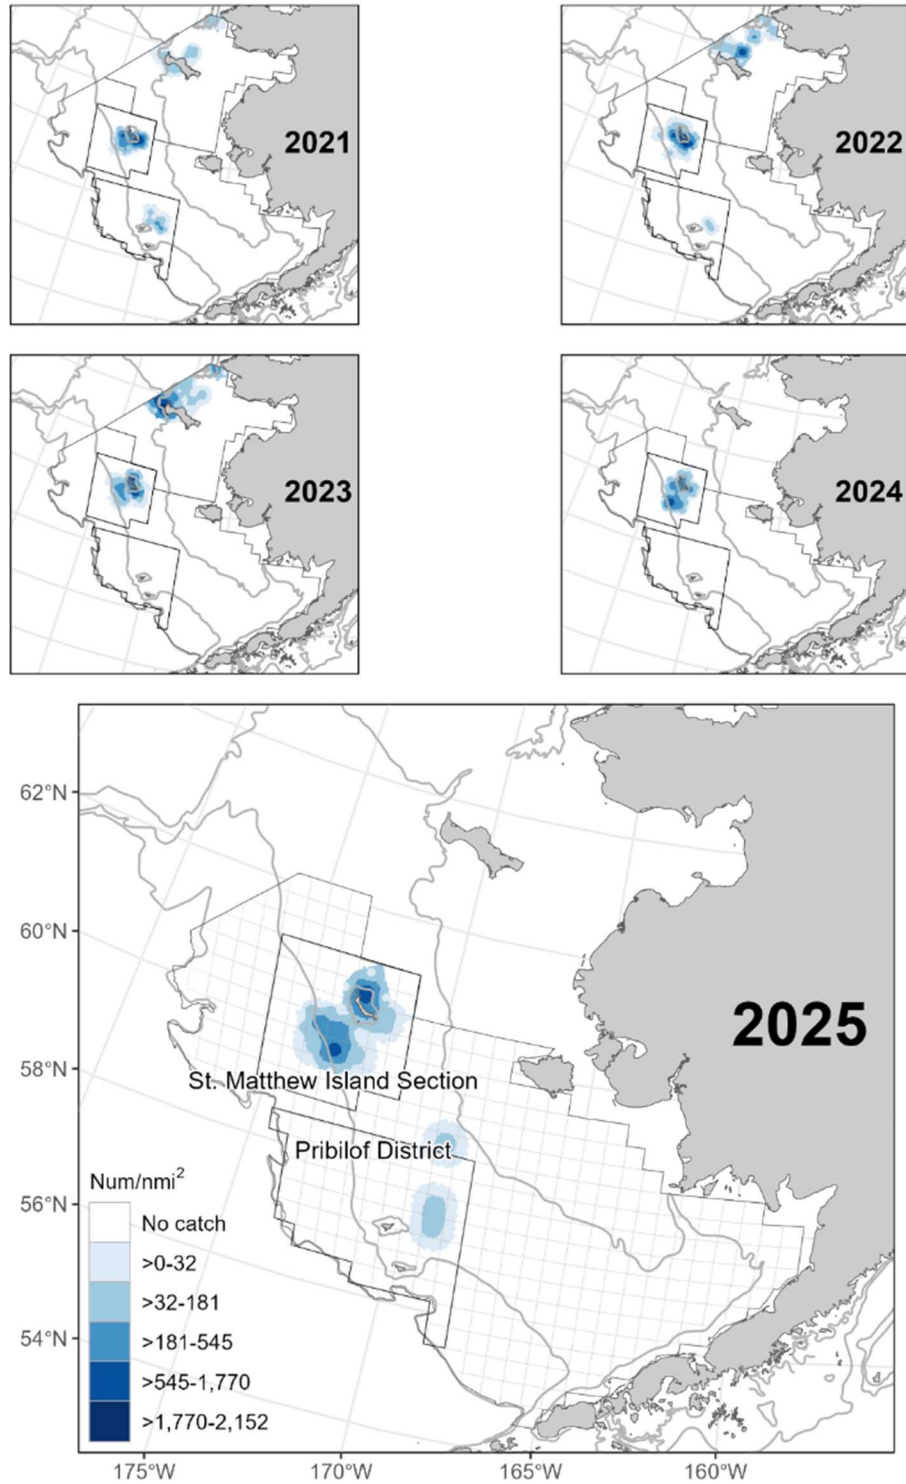 2021
2022
2023
2024
62°N
60°N
58°N
56°N
54°N
2025
St. Matthew Island Section
Pribilof District
Num/nmi²
No catch
>0-32
>32-181
>181-545
>545-1,770
>1,770-2,152
175°W
170°W
165°W
160°W